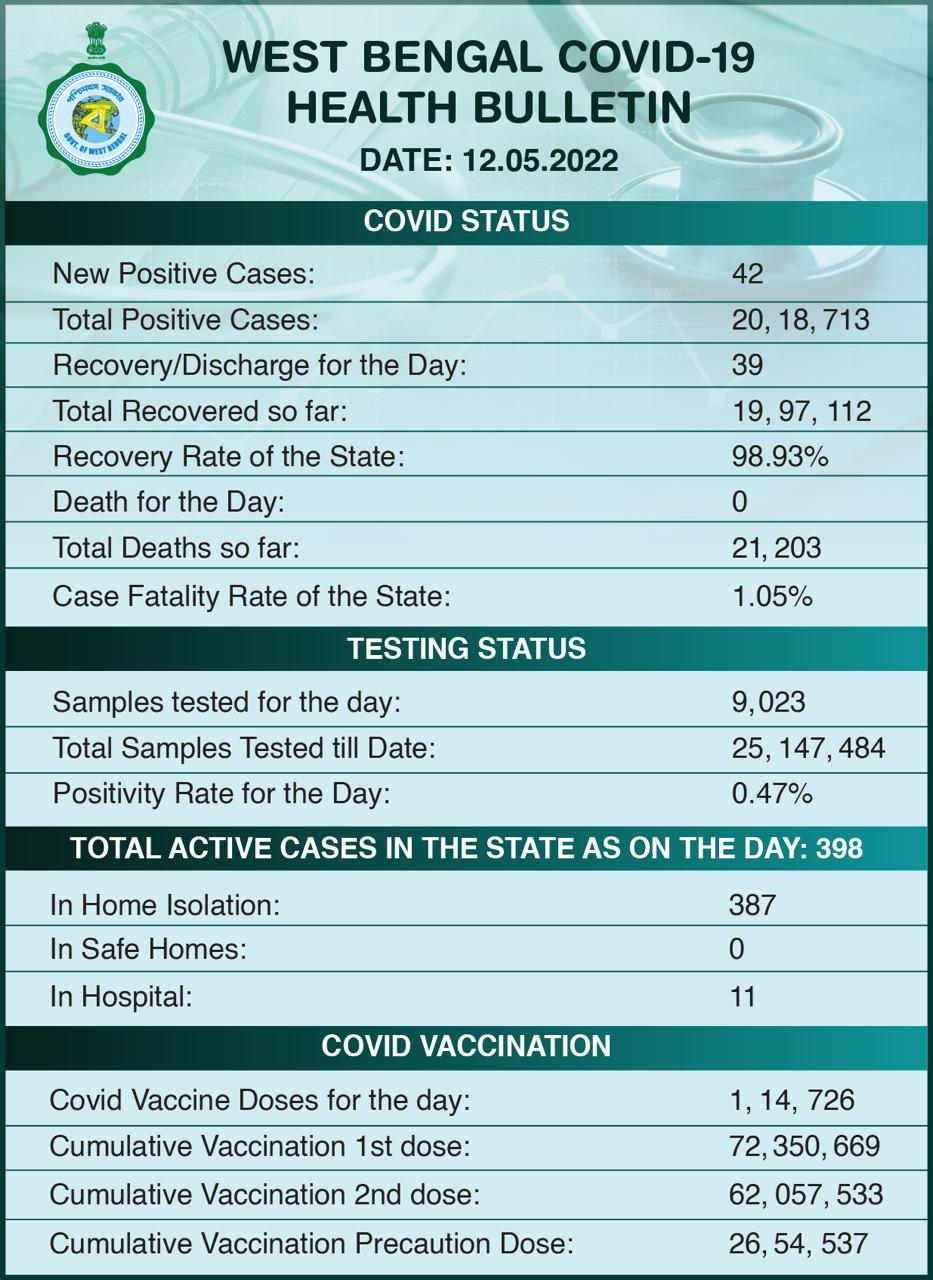 পশ্চিমবঙ্গ সরকার
ব
GOVT. OF WEST BENGAL
WEST BENGAL COVID-19
HEALTH BULLETIN
DATE: 12.05.2022
COVID STATUS
New Positive Cases: 42
Total Positive Cases: 20, 18, 713
Recovery/Discharge for the Day: 39
Total Recovered so far: 19, 97, 112
Recovery Rate of the State: 98.93%
Death for the Day: 0
Total Deaths so far: 21, 203
Case Fatality Rate of the State: 1.05%
TESTING STATUS
Samples tested for the day: 9,023
Total Samples Tested till Date: 25, 147, 484
Positivity Rate for the Day: 0.47%
TOTAL ACTIVE CASES IN THE STATE AS ON THE DAY: 398
In Home Isolation: 387
In Safe Homes: 0
In Hospital: 11
COVID VACCINATION
Covid Vaccine Doses for the day: 1, 14, 726
Cumulative Vaccination 1st dose: 72, 350, 669
Cumulative Vaccination 2nd dose: 62, 057, 533
Cumulative Vaccination Precaution Dose: 26, 54, 537